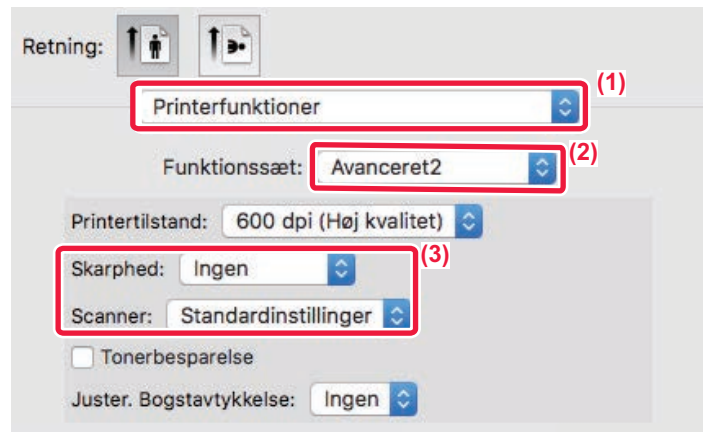 Retning:
(1)
Printerfunktioner
(2)
Funktionssæt: Avanceret2
Printertilstand: 600 dpi (Høj kvalitet)
(3)
Skarphed: Ingen
Scanner: Standardinstillinger
Tonerbesparelse
Juster. Bogstavtykkelse: Ingen